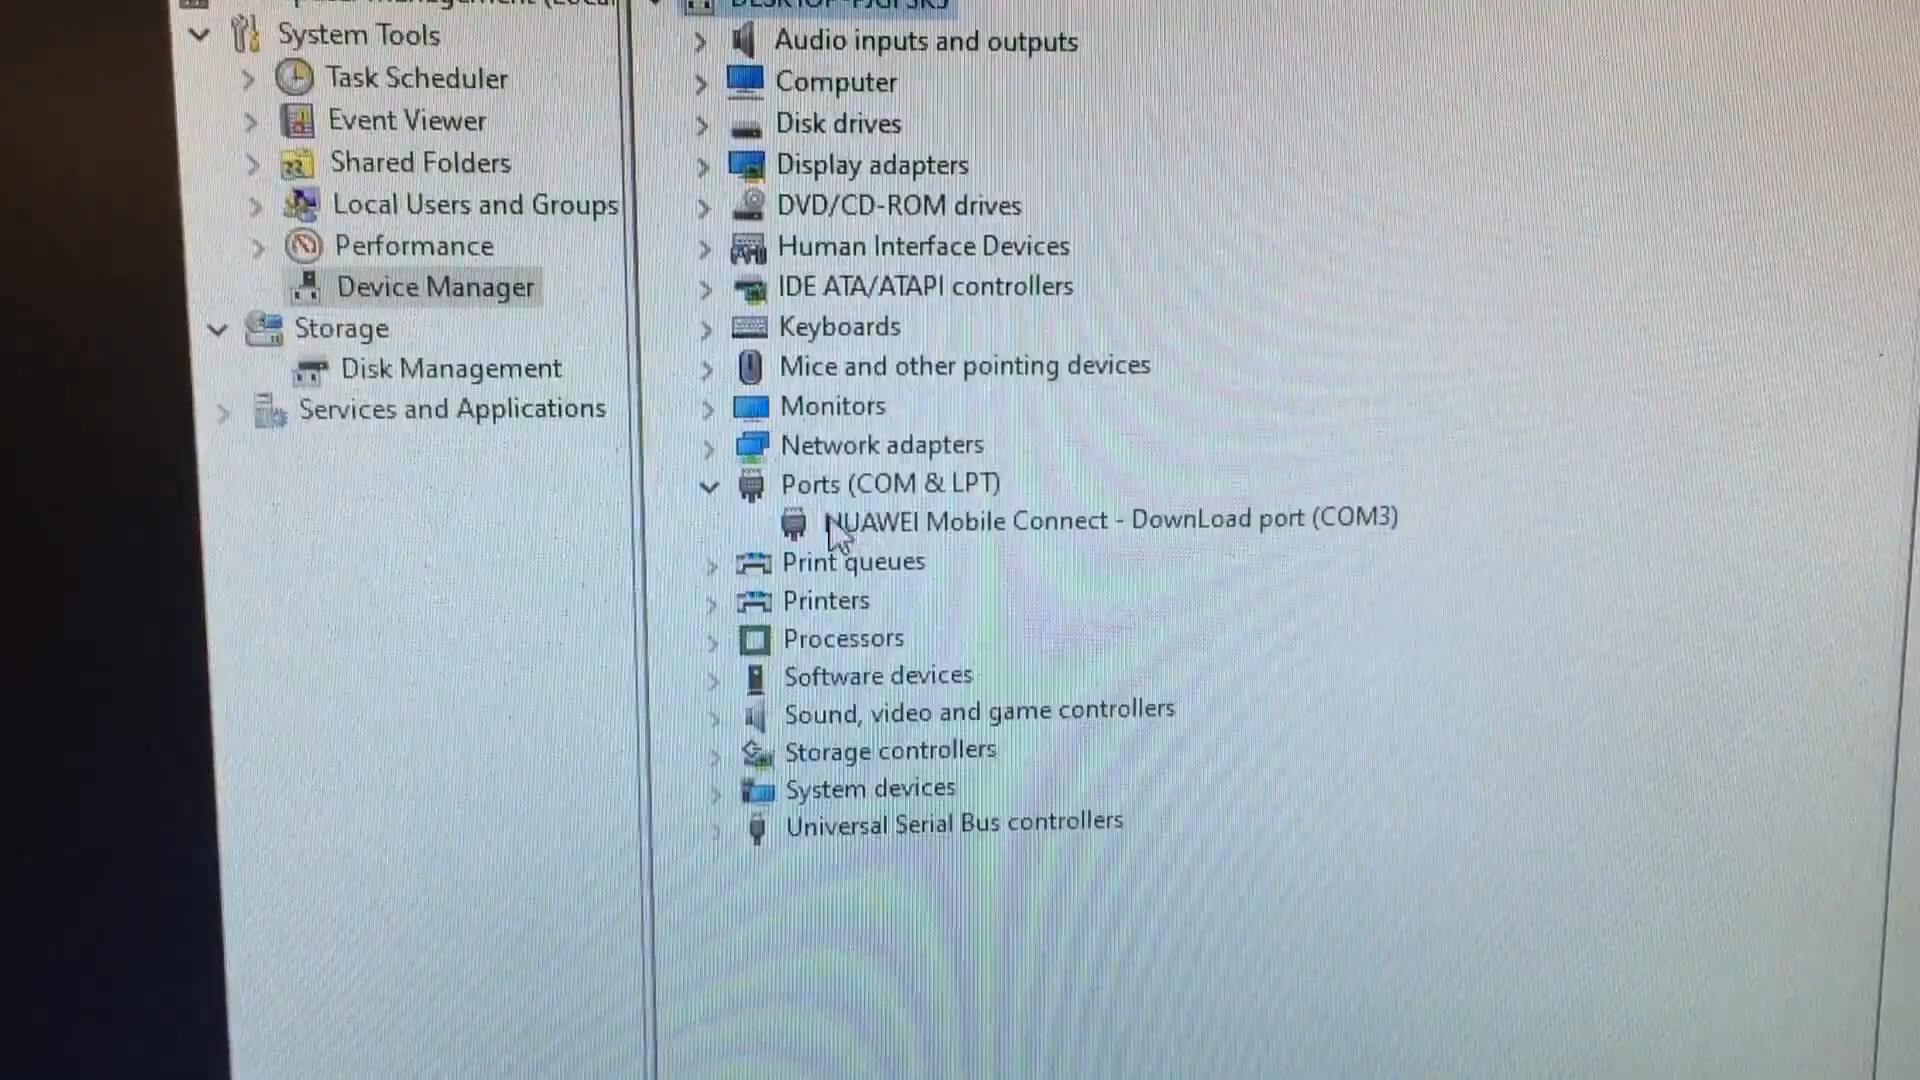 System Tools
Task Scheduler
Event Viewer
Shared Folders
Local Users and Groups
Performance
Device Manager
Storage
Disk Management
Services and Applications
Audio inputs and outputs
Computer
Disk drives
Display adapters
DVD/CD-ROM drives
Human Interface Devices
IDE ATA/ATAPI controllers
Keyboards
Mice and other pointing devices
Monitors
Network adapters
Ports (COM & LPT)
HUAWEI Mobile Connect - DownLoad port (COM3)
Print queues
Printers
Processors
Software devices
Sound, video and game controllers
Storage controllers
System devices
Universal Serial Bus controllers